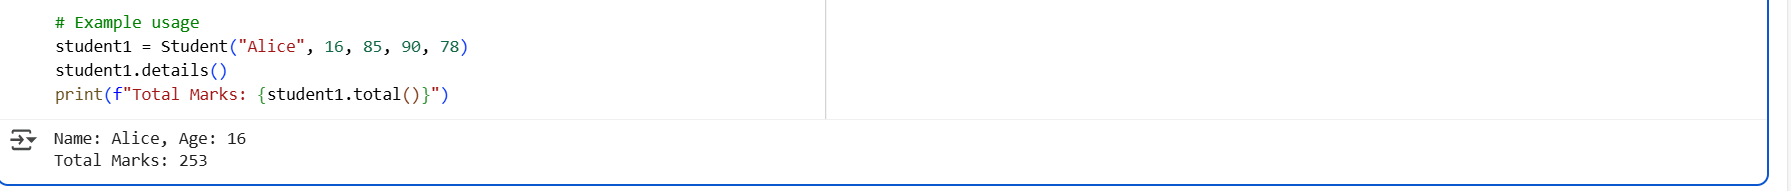 # Example usage
student1 = Student("Alice", 16, 85, 90, 78)
student1.details()
print(f"Total Marks: {student1.total()}")
Name: Alice, Age: 16
Total Marks: 253